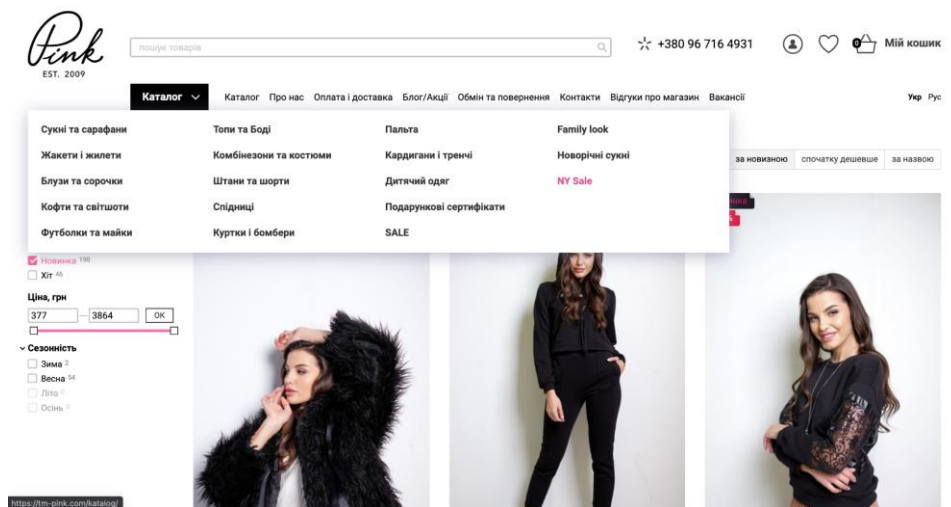 Pink
EST. 2009
пошук товарів
+380 96 716 4931
0
Мій кошик
Каталог
Каталог Про нас Оплата і доставка Блог/Акції Обмін та повернення Контакти Відгуки про магазин Вакансії
Укр Рус
Сукні та сарафани Топи та Боді Пальта Family look
Жакети і жилети Комбінезони та костюми Кардигани і тренчі Новорічні сукні
Блузи та сорочки Штани та шорти Дитячий одяг NY Sale
Кофти та світшоти Спідниці Подарункові сертифікати
Футболки та майки Куртки і бомбери SALE
за новизною спочатку дешевше за назвою
Новинка 190
Хіт 46
Ціна, грн
377 — 3864 ОК
Сезонність
Зима 2
Весна 54
Літо 0
Осінь 0
https://tm-pink.com/katalog/